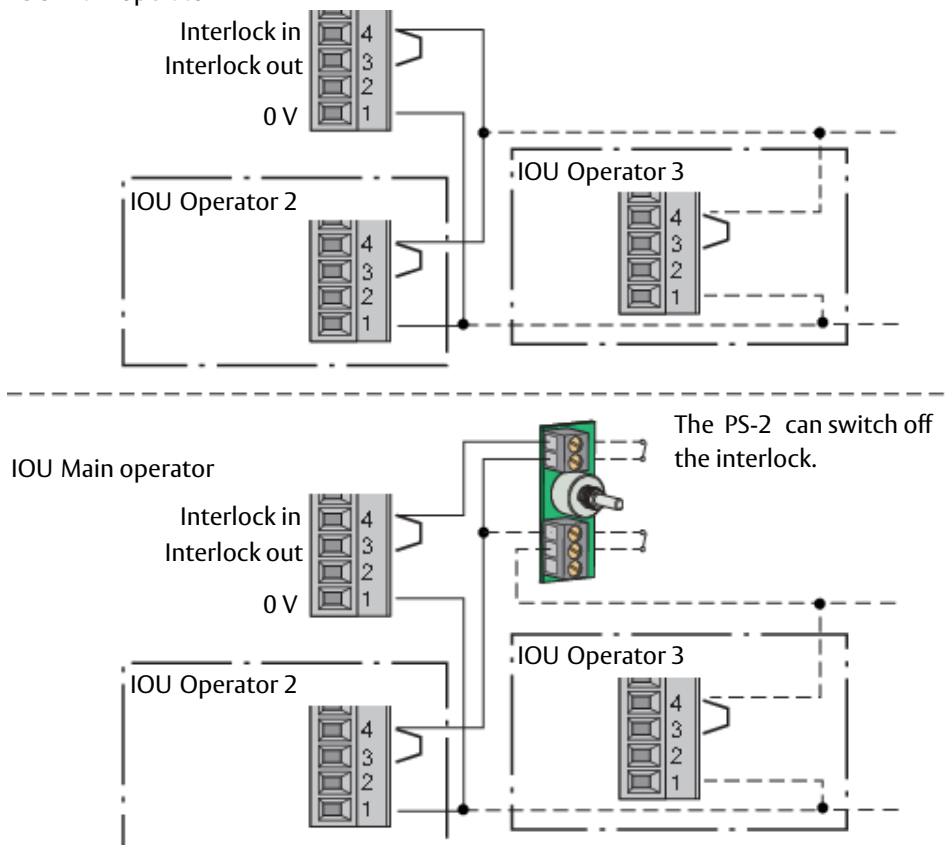 Interlock in
Interlock out
0 V
4
3
2
1
IOU Operator 2
4
3
2
1
IOU Operator 3
4
3
2
1
The PS-2 can switch off
the interlock.
IOU Main operator
Interlock in
Interlock out
0 V
4
3
2
1
IOU Operator 2
4
3
2
1
IOU Operator 3
4
3
2
1